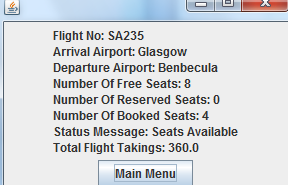 Flight No: SA235
Arrival Airport: Glasgow
Departure Airport: Benbecula
Number Of Free Seats: 8
Number Of Reserved Seats: 0
Number Of Booked Seats: 4
Status Message: Seats Available
Total Flight Takings: 360.0
Main Menu